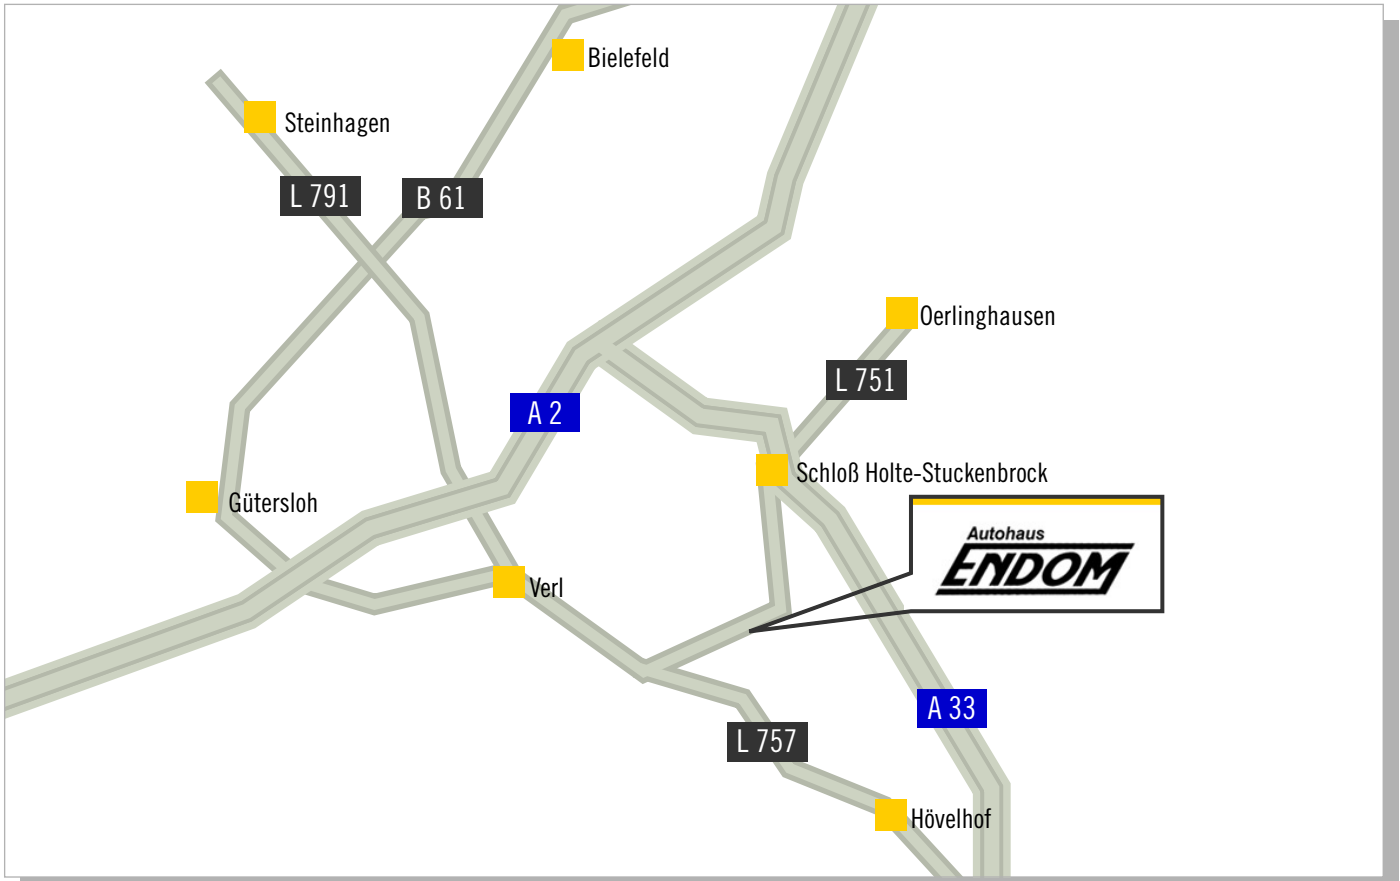 Bielefeld
Steinhagen
L 791
B 61
Oerlinghausen
L 751
A 2
Schloß Holte-Stuckenbrock
Gütersloh
Autohaus
ENDOM
Verl
A 33
L 757
Hövelhof